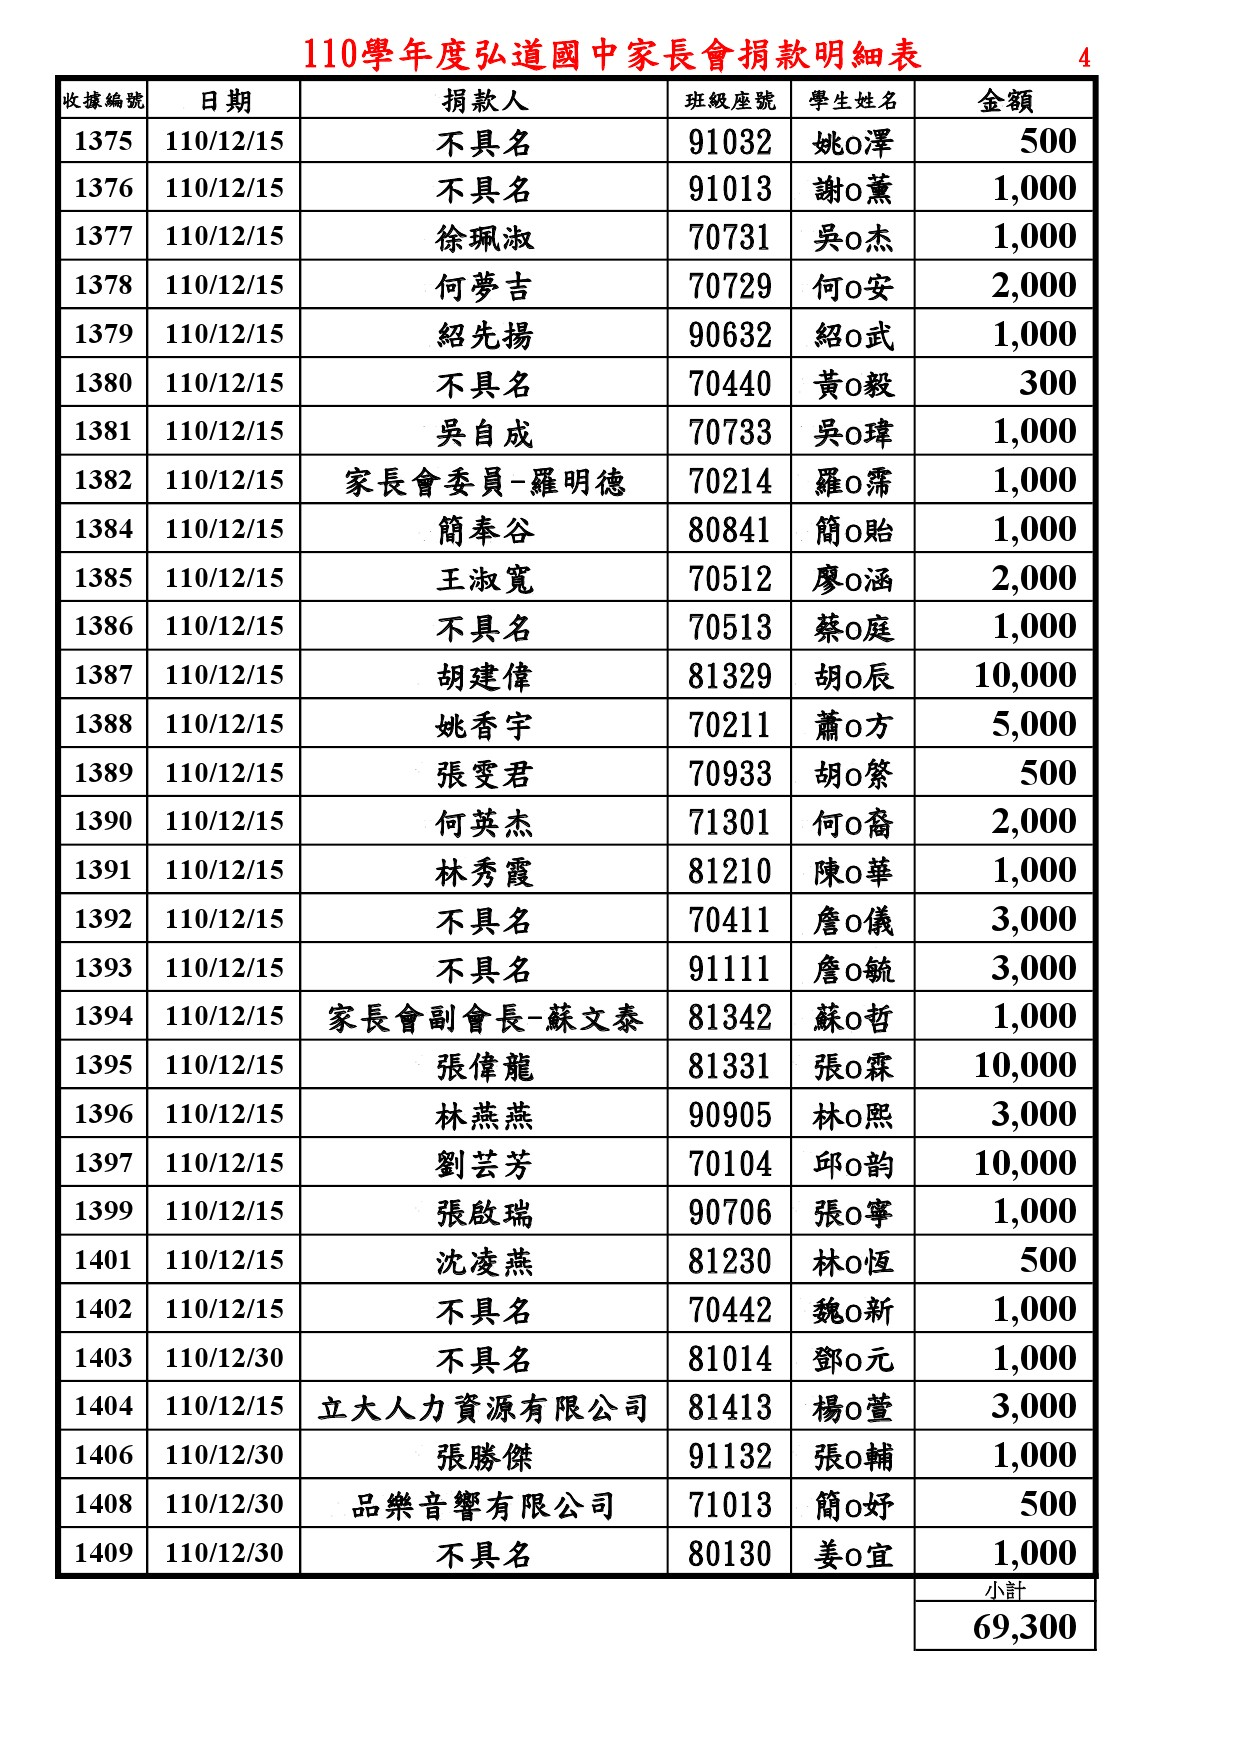 110學年度弘道國中家長會捐款明細表 4
收據編號 日期 捐款人 班級座號 學生姓名 金額
1375 110/12/15 不具名 91032 姚o澤 500
1376 110/12/15 不具名 91013 謝o薰 1,000
1377 110/12/15 徐珮淑 70731 吳o杰 1,000
1378 110/12/15 何夢吉 70729 何o安 2,000
1379 110/12/15 紹先揚 90632 紹o武 1,000
1380 110/12/15 不具名 70440 黃o毅 300
1381 110/12/15 吳自成 70733 吳o瑋 1,000
1382 110/12/15 家長會委員-羅明德 70214 羅o霈 1,000
1384 110/12/15 簡奉谷 80841 簡o貽 1,000
1385 110/12/15 王淑寬 70512 廖o涵 2,000
1386 110/12/15 不具名 70513 蔡o庭 1,000
1387 110/12/15 胡建偉 81329 胡o辰 10,000
1388 110/12/15 姚香宇 70211 蕭o方 5,000
1389 110/12/15 張雯君 70933 胡o綮 500
1390 110/12/15 何英杰 71301 何o裔 2,000
1391 110/12/15 林秀霞 81210 陳o華 1,000
1392 110/12/15 不具名 70411 詹o儀 3,000
1393 110/12/15 不具名 91111 詹o毓 3,000
1394 110/12/15 家長會副會長-蘇文泰 81342 蘇o哲 1,000
1395 110/12/15 張偉龍 81331 張o霖 10,000
1396 110/12/15 林燕燕 90905 林o熙 3,000
1397 110/12/15 劉芸芳 70104 邱o韵 10,000
1399 110/12/15 張啟瑞 90706 張o寧 1,000
1401 110/12/15 沈凌燕 81230 林o恆 500
1402 110/12/15 不具名 70442 魏o新 1,000
1403 110/12/30 不具名 81014 鄧o元 1,000
1404 110/12/15 立大人力資源有限公司 81413 楊o萱 3,000
1406 110/12/30 張勝傑 91132 張o輔 1,000
1408 110/12/30 品樂音響有限公司 71013 簡o妤 500
1409 110/12/30 不具名 80130 姜o宜 1,000
小計
69,300